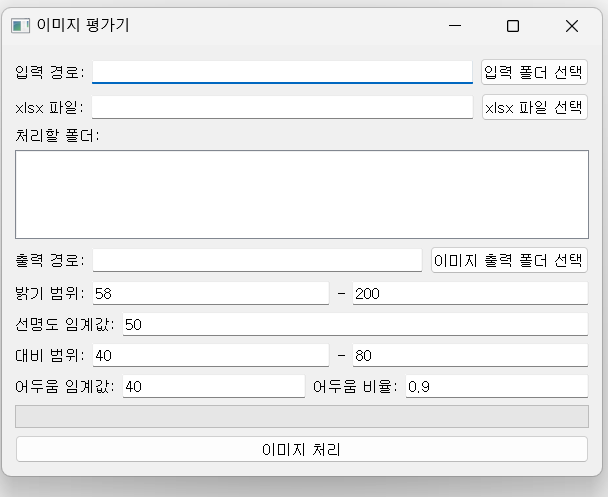 이미지 평가기
입력 경로: 입력 폴더 선택
xlsx 파일: xlsx 파일 선택
처리할 폴더:
출력 경로: 이미지 출력 폴더 선택
밝기 범위: 58 - 200
선명도 임계값: 50
대비 범위: 40 - 80
어두움 임계값: 40 어두움 비율: 0.9
이미지 처리